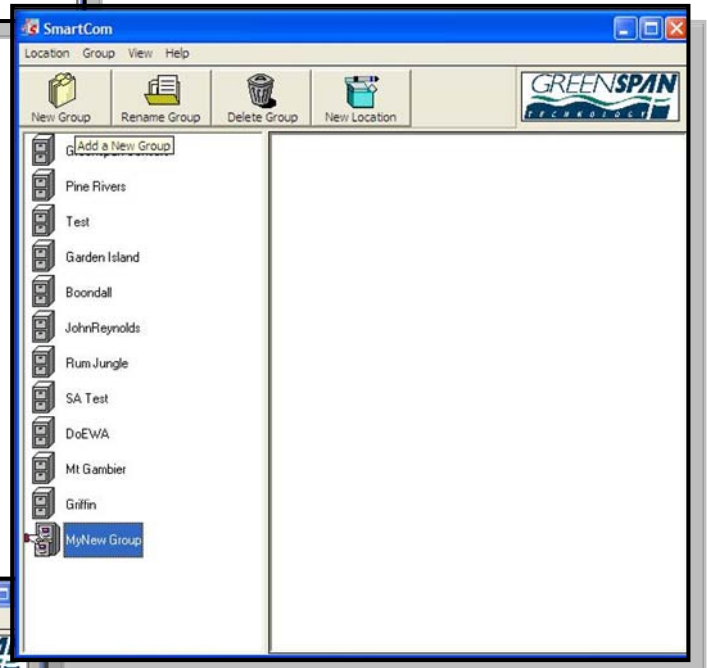 SmartCom
Location Group View Help
New Group Rename Group Delete Group New Location
GREENSPAN
TECHNOLOGY
Add a New Group
Pine Rivers
Test
Garden Island
Boondall
JohnReynolds
Rum Jungle
SA Test
DoEWA
Mt Gambier
Griffin
MyNew Group